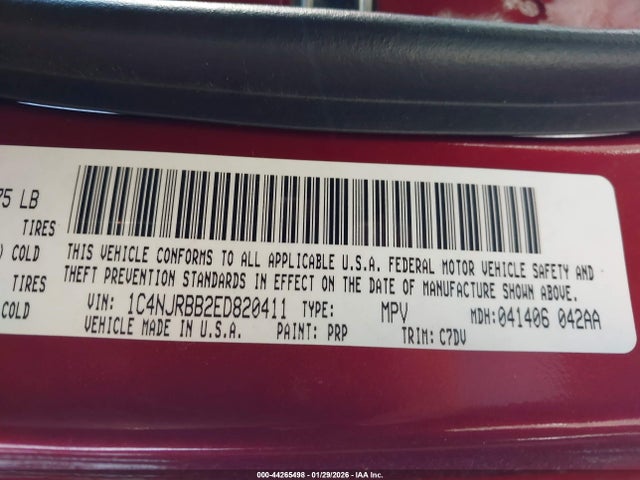 75 LB
TIRES
) COLD
TIRES
COLD
THIS VEHICLE CONFORMS TO ALL APPLICABLE U.S.A. FEDERAL MOTOR VEHICLE SAFETY AND
THEFT PREVENTION STANDARDS IN EFFECT ON THE DATE OF MANUFACTURE SHOWN ABOVE.
VIN: 1C4NJRBB2ED820411 TYPE: MPV MDH:041406 042AA
VEHICLE MADE IN U.S.A. PAINT: PRP TRIM: C7DV
000-44265498 - 01/29/2026 - IAA Inc.